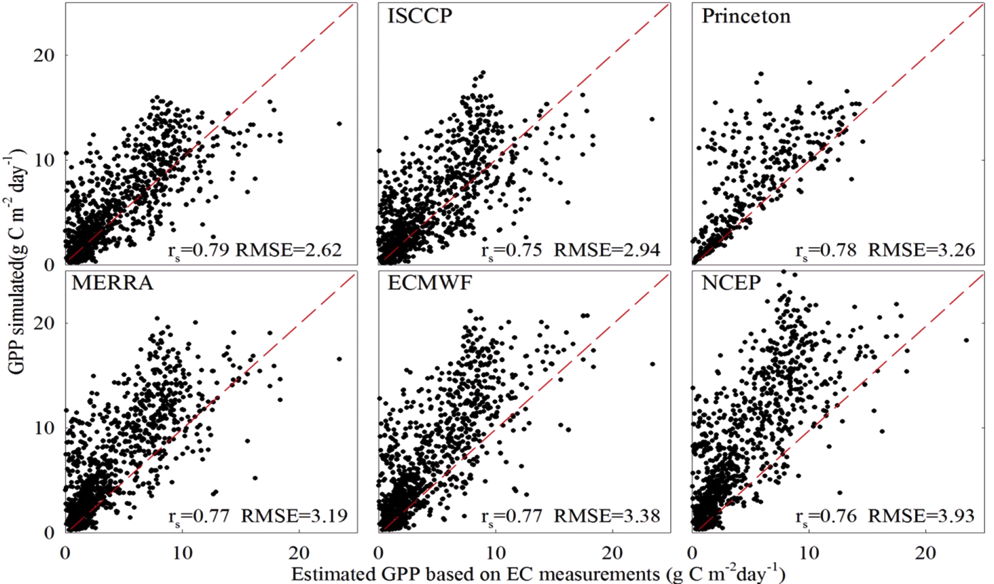 ISCCP
Princeton
20
10
0
r_s=0.79 RMSE=2.62
r_s=0.75 RMSE=2.94
r_s=0.78 RMSE=3.26
GPP simulated(g C m⁻² day⁻¹)
MERRA
ECMWF
NCEP
20
10
0
r_s=0.77 RMSE=3.19
r_s=0.77 RMSE=3.38
r_s=0.76 RMSE=3.93
0 10 20 0 10 20 0 10 20
Estimated GPP based on EC measurements (g C m⁻²day⁻¹)